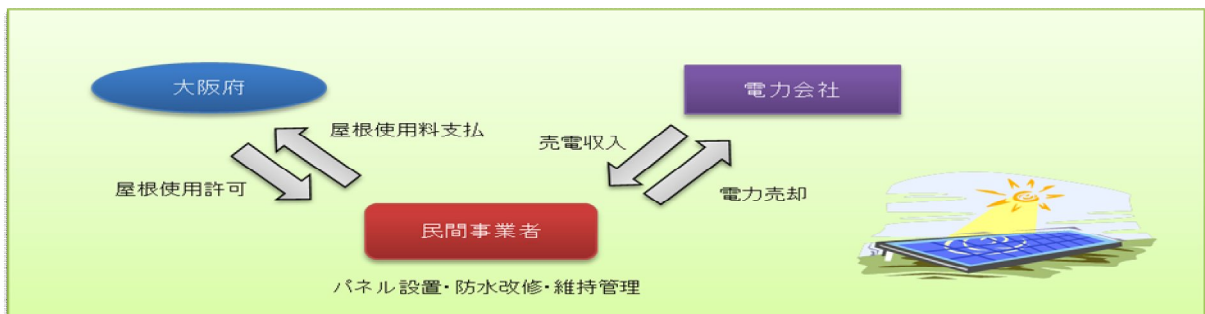 大阪府
電力会社
屋根使用料支払
売電収入
屋根使用許可
電力売却
民間事業者
パネル設置・防水改修・維持管理